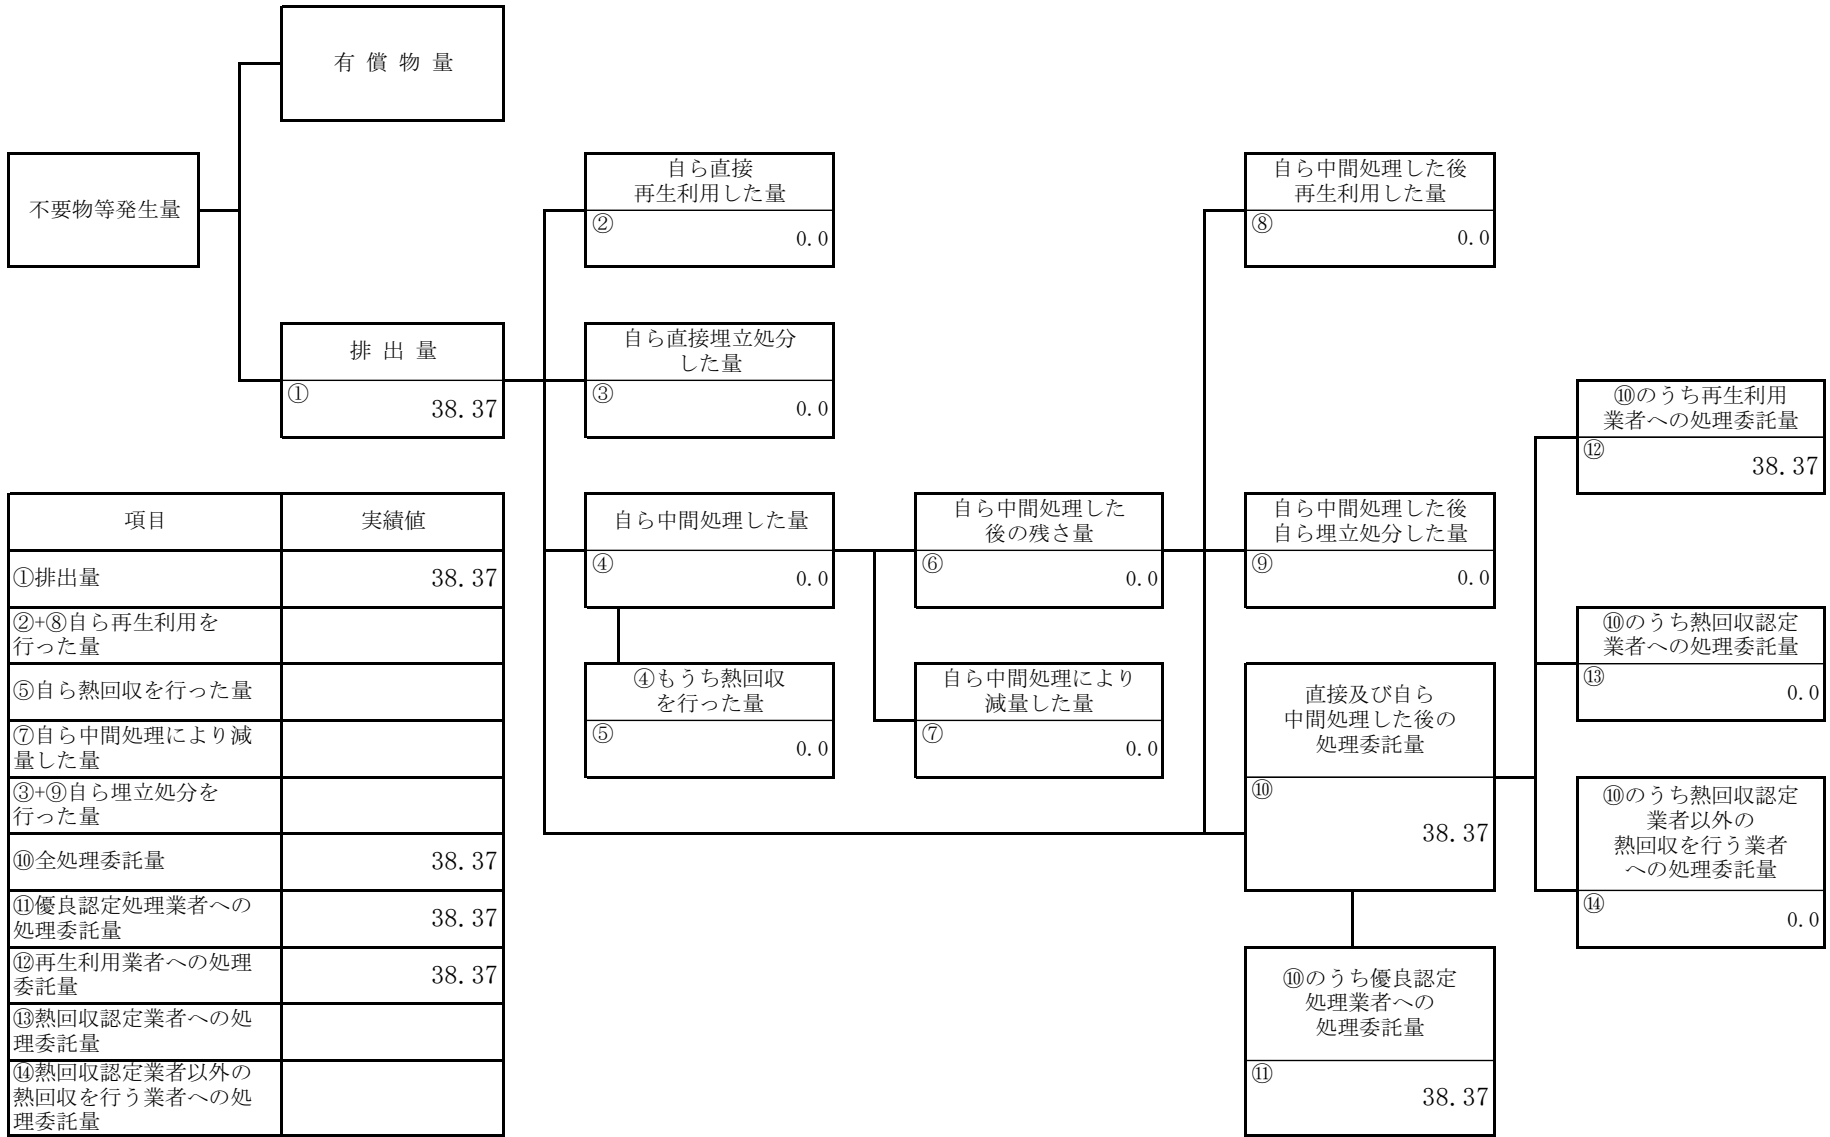 有 償 物 量
不要物等発生量
排 出 量
①
38.37
自ら直接
再生利用した量
②
0.0
自ら直接埋立処分
した量
③
0.0
自ら中間処理した量
④
0.0
④もうち熱回収
を行った量
⑤
0.0
自ら中間処理した
後の残さ量
⑥
0.0
自ら中間処理により
減量した量
⑦
0.0
自ら中間処理した後
再生利用した量
⑧
0.0
自ら中間処理した後
自ら埋立処分した量
⑨
0.0
直接及び自ら
中間処理した後の
処理委託量
⑩
38.37
⑩のうち優良認定
処理業者への
処理委託量
⑪
38.37
⑩のうち再生利用
業者への処理委託量
⑫
38.37
⑩のうち熱回収認定
業者への処理委託量
⑬
0.0
⑩のうち熱回収認定
業者以外の
熱回収を行う業者
への処理委託量
⑭
0.0
項目 実績値
①排出量 38.37
②+⑧自ら再生利用を
行った量
⑤自ら熱回収を行った量
⑦自ら中間処理により減
量した量
③+⑨自ら埋立処分を
行った量
⑩全処理委託量 38.37
⑪優良認定処理業者への
処理委託量
38.37
⑫再生利用業者への処理
委託量
38.37
⑬熱回収認定業者への処
理委託量
⑭熱回収認定業者以外の
熱回収を行う業者への処
理委託量